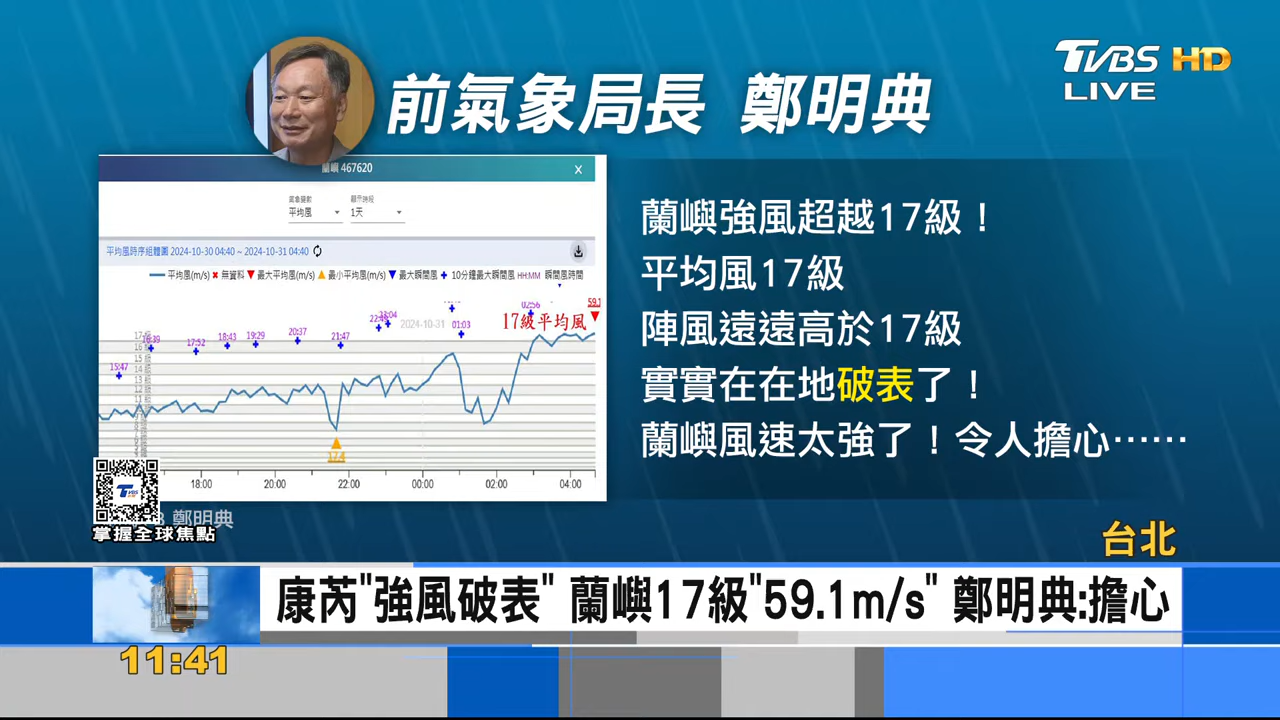 TVBS HD
LIVE
前氣象局長 鄭明典
蘭嶼 467620
X
平均風
1天
平均風時序組體圖 2024-10-30 04:40 ~ 2024-10-31 04:40
平均風(m/s) 無資料 最大平均風(m/s) 最小平均風(m/s) 最大瞬間風 10分鐘最大瞬間風 HH:MM 瞬間風時間
02:56 59.1
2024-10-31 17級平均風
20:37 01:03
18:43 19:29 21:47
17:52
15:47
17.4
18:00 20:00 22:00 00:00 02:00 04:00
蘭嶼強風超越17級！
平均風17級
陣風遠遠高於17級
實實在在地破表了！
蘭嶼風速太強了！令人擔心……
鄭明典
掌握全球焦點
台北
康芮"強風破表" 蘭嶼17級"59.1m/s" 鄭明典:擔心
11:41